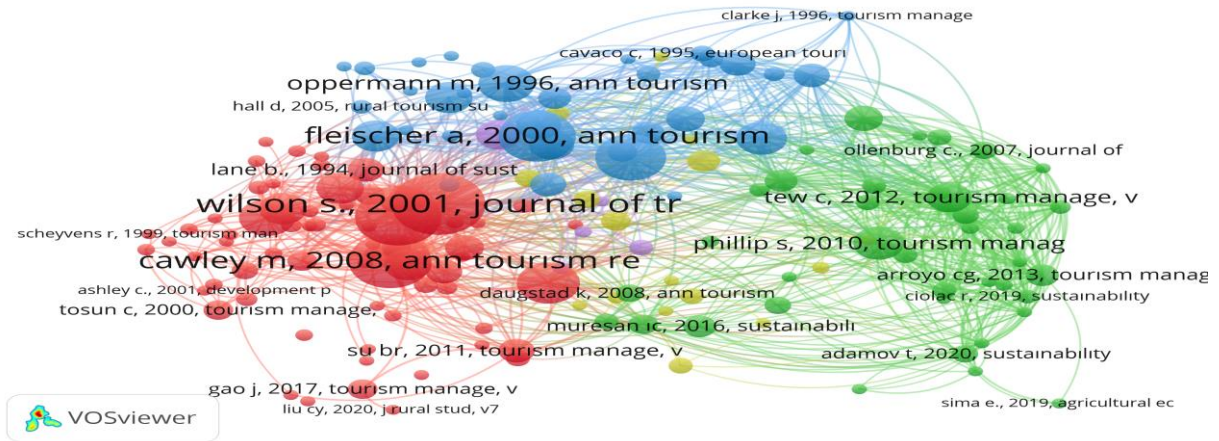 clarke j, 1996, tourism manage
cavaco c, 1995, european touri
oppermann m, 1996, ann tourism
hall d, 2005, rural tourism su
fleischer a, 2000, ann tourism
ollenburg c., 2007, journal of
lane b., 1994, journal of sust
tew c, 2012, tourism manage, v
wilson s., 2001, journal of tr
scheyvens r, 1999, tourism man
phillip s, 2010, tourism manag
cawley m, 2008, ann tourism re
arroyo cg, 2013, tourism manag
ashley c., 2001, development p
daugstad k, 2008, ann tourism
ciolac r, 2019, sustainability
tosun c, 2000, tourism manage,
muresan ic, 2016, sustainabili
su br, 2011, tourism manage, v
adamov t, 2020, sustainability
gao j, 2017, tourism manage, v
liu cy, 2020, j rural stud, v7
sima e., 2019, agricultural ec
VOSviewer